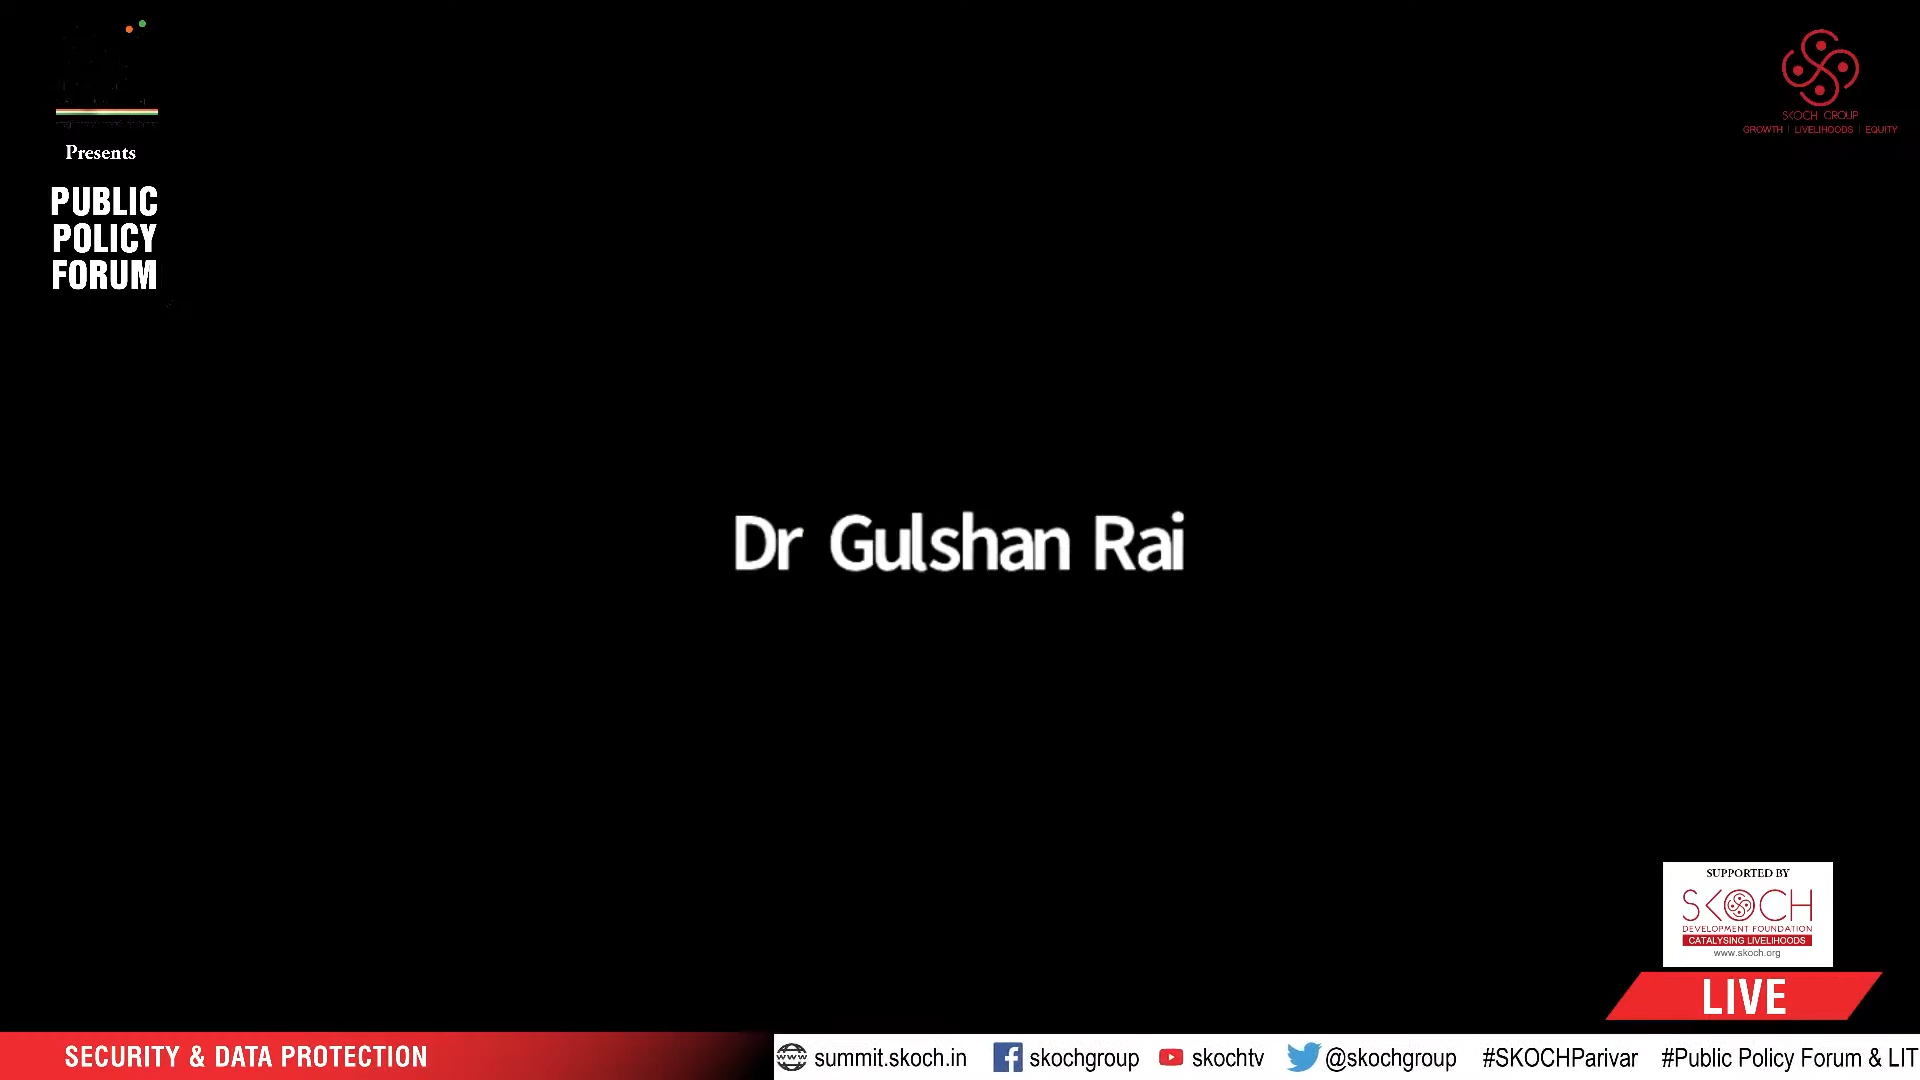 Presents
PUBLIC
POLICY
FORUM
SKOCH GROUP
GROWTH | LIVELIHOODS | EQUITY
Dr Gulshan Rai
SUPPORTED BY
SKOCH
DEVELOPMENT FOUNDATION
CATALYSING LIVELIHOODS
www.skoch.org
LIVE
SECURITY & DATA PROTECTION
www summit.skoch.in skochgroup skochtv @skochgroup #SKOCHParivar #Public Policy Forum & LIT